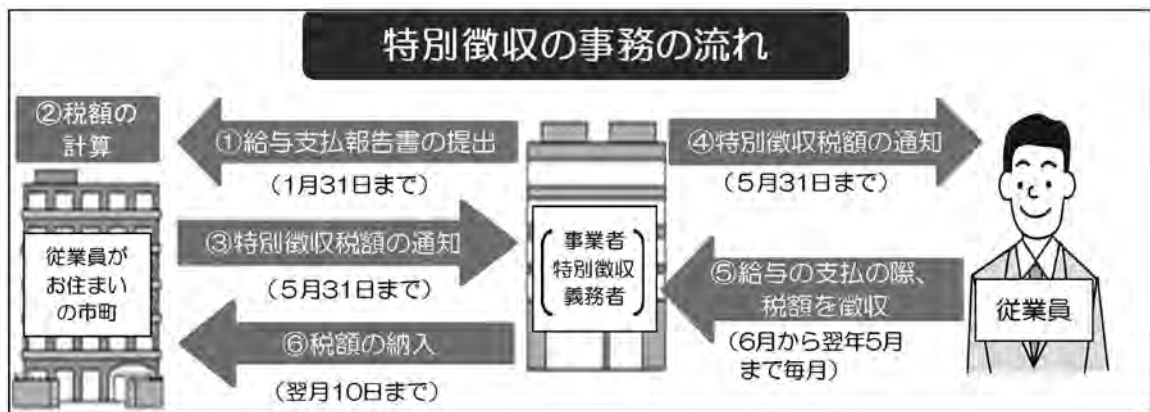 特別徴収の事務の流れ
②税額の
計算
①給与支払報告書の提出
（1月31日まで）
④特別徴収税額の通知
（5月31日まで）
③特別徴収税額の通知
（5月31日まで）
従業員が
お住まい
の市町
事業者
特別徴収
義務者
⑤給与の支払の際、
税額を徴収
（6月から翌年5月
まで毎月）
従業員
⑥税額の納入
（翌月10日まで）